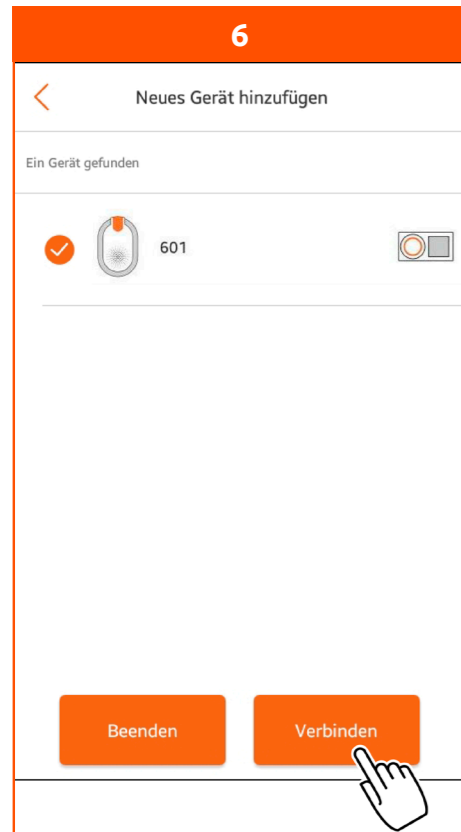 6
Neues Gerät hinzufügen
Ein Gerät gefunden
601
Beenden Verbinden